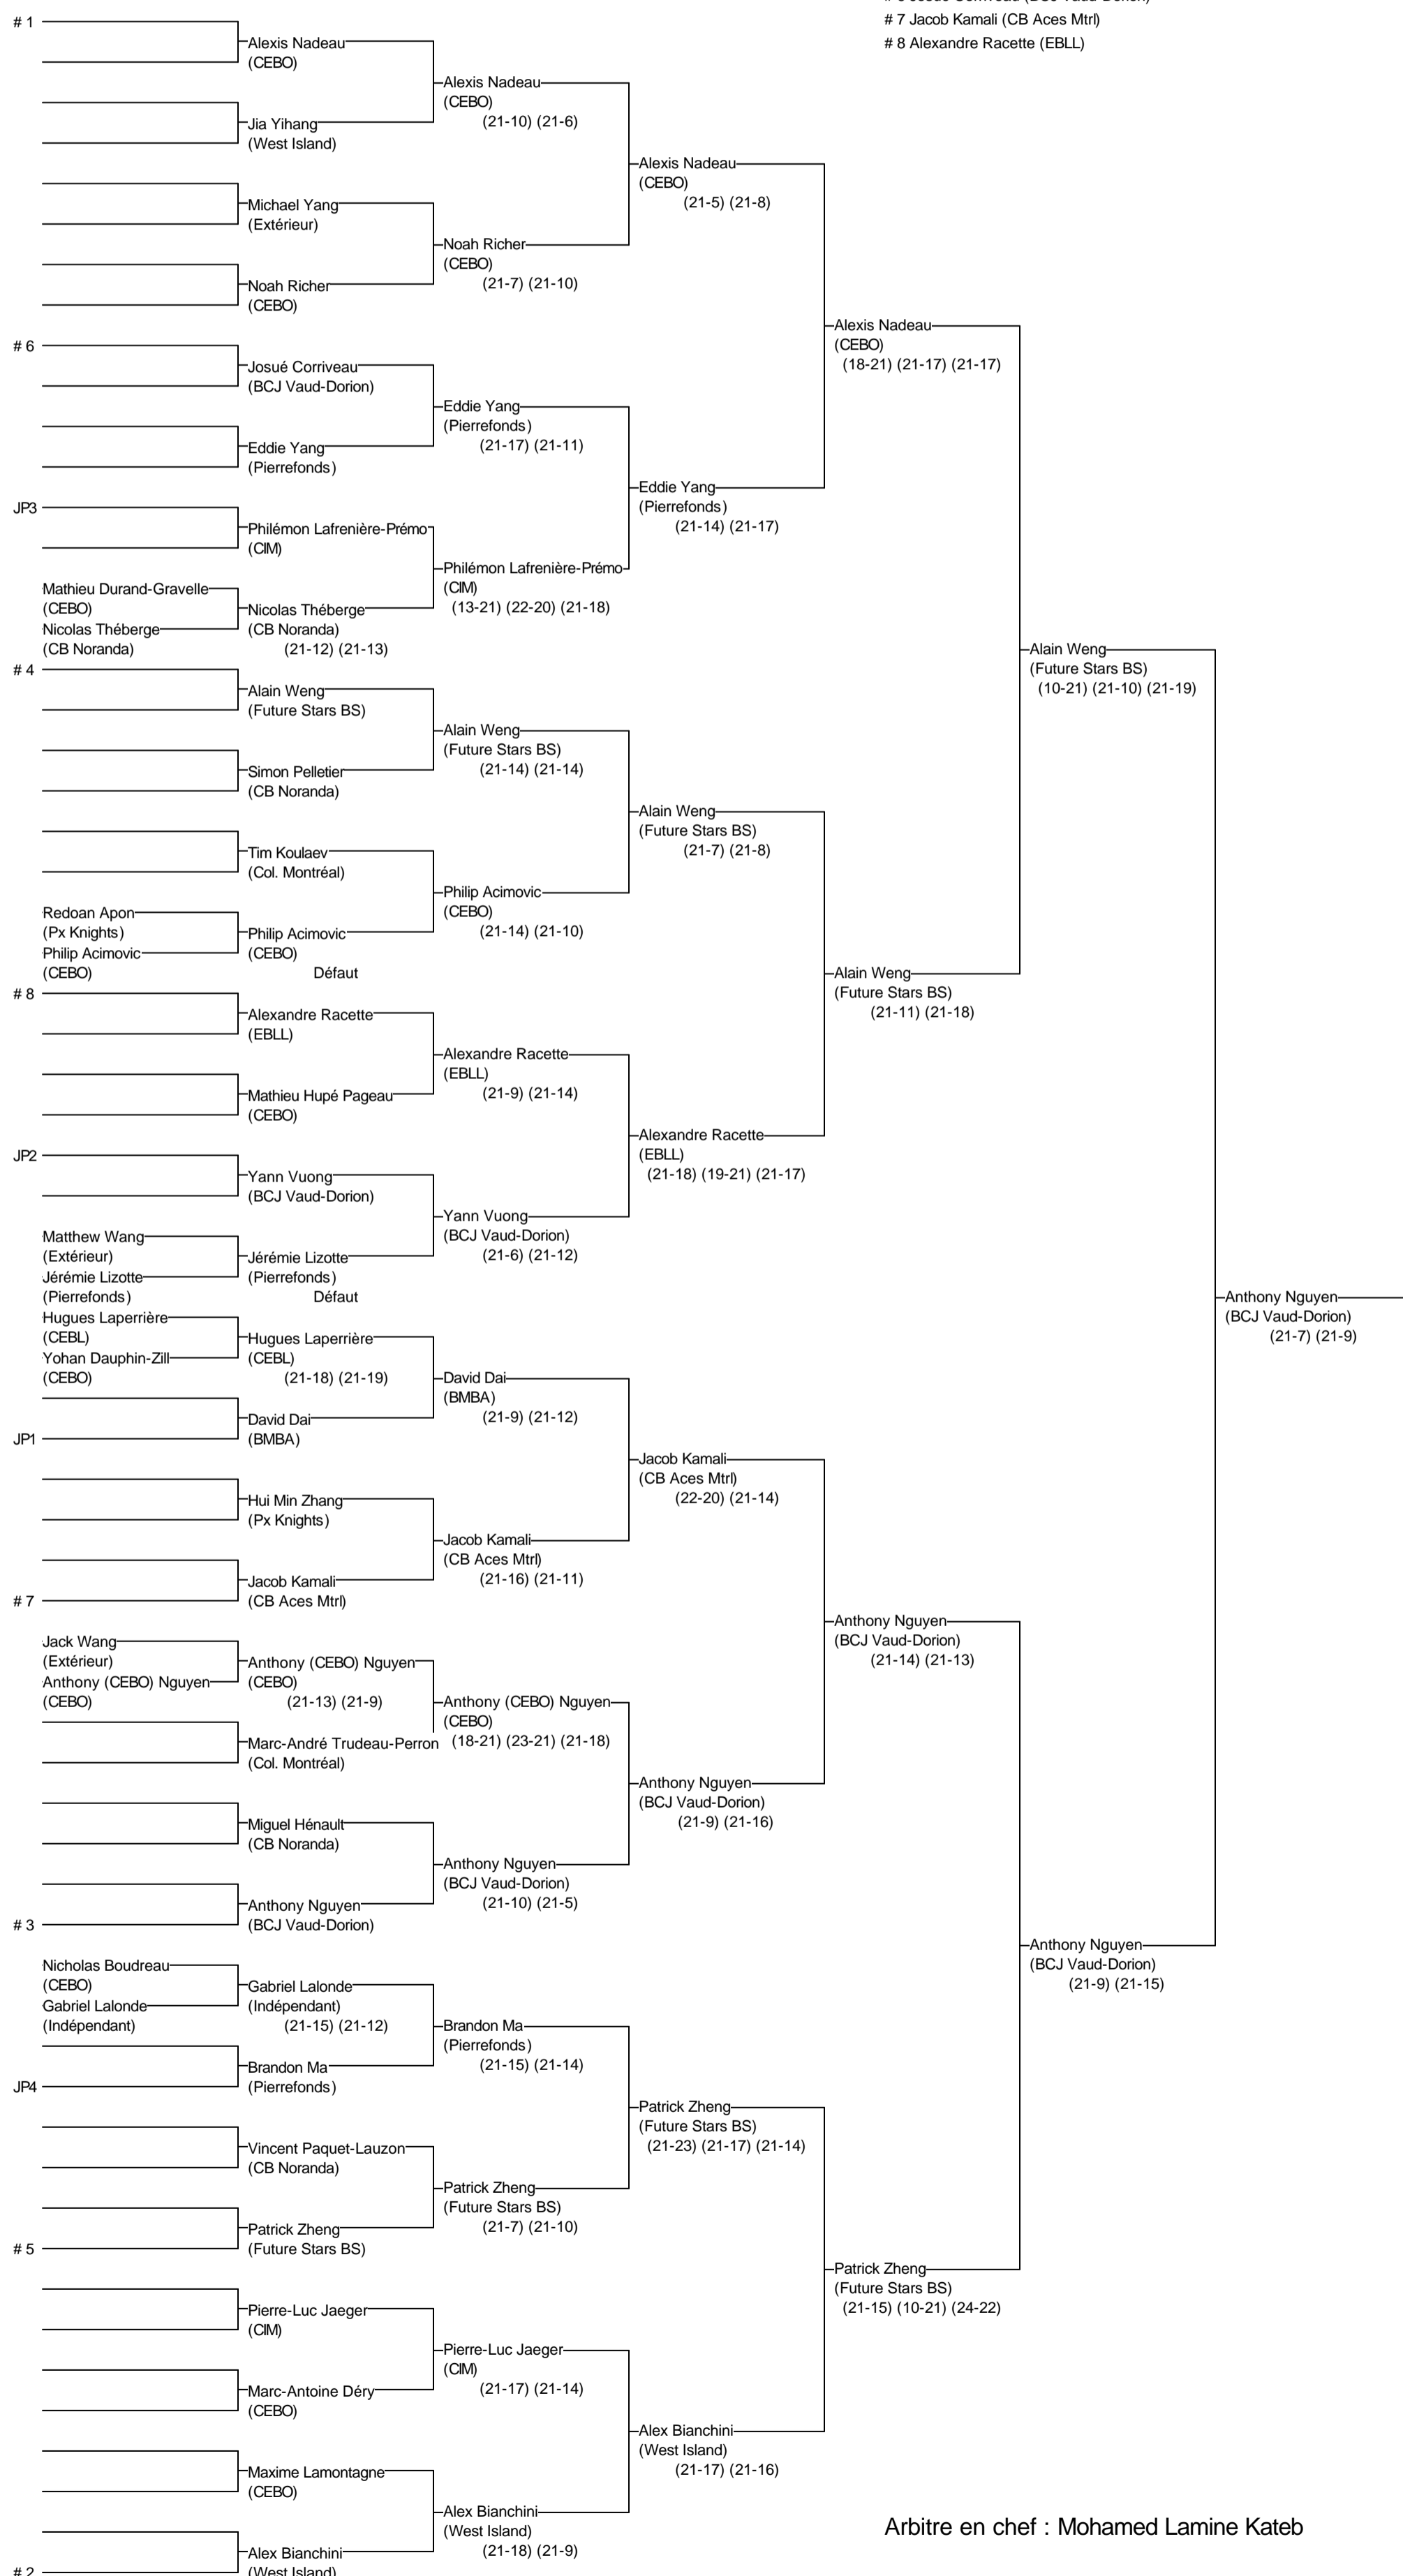 # 7 Jacob Kamali (CB Aces Mtrl)
# 8 Alexandre Racette (EBLL)
# 1
Alexis Nadeau
(CEBO)
Jia Yihang
(West Island)
Alexis Nadeau
(CEBO)
(21-10) (21-6)
Michael Yang
(Extérieur)
Noah Richer
(CEBO)
Noah Richer
(CEBO)
(21-7) (21-10)
Alexis Nadeau
(CEBO)
(21-5) (21-8)
# 6
Josué Corriveau
(BCJ Vaud-Dorion)
Eddie Yang
(Pierrefonds)
Eddie Yang
(Pierrefonds)
(21-17) (21-11)
JP3
Philémon Lafrenière-Prémo
(CIM)
Mathieu Durand-Gravelle
(CEBO)
Nicolas Théberge
(CB Noranda)
Nicolas Théberge
(CB Noranda)
(21-12) (21-13)
Philémon Lafrenière-Prémo
(CIM)
(13-21) (22-20) (21-18)
Eddie Yang
(Pierrefonds)
(21-14) (21-17)
Alexis Nadeau
(CEBO)
(18-21) (21-17) (21-17)
# 4
Alain Weng
(Future Stars BS)
Simon Pelletier
(CB Noranda)
Alain Weng
(Future Stars BS)
(21-14) (21-14)
Tim Koulaev
(Col. Montréal)
Redoan Apon
(Px Knights)
Philip Acimovic
(CEBO)
Philip Acimovic
(CEBO)
Défaut
Philip Acimovic
(CEBO)
(21-14) (21-10)
Alain Weng
(Future Stars BS)
(21-7) (21-8)
# 8
Alexandre Racette
(EBLL)
Mathieu Hupé Pageau
(CEBO)
Alexandre Racette
(EBLL)
(21-9) (21-14)
JP2
Yann Vuong
(BCJ Vaud-Dorion)
Matthew Wang
(Extérieur)
Jérémie Lizotte
(Pierrefonds)
Jérémie Lizotte
(Pierrefonds)
Défaut
Yann Vuong
(BCJ Vaud-Dorion)
(21-6) (21-12)
Alexandre Racette
(EBLL)
(21-18) (19-21) (21-17)
Alain Weng
(Future Stars BS)
(21-11) (21-18)
Alain Weng
(Future Stars BS)
(10-21) (21-10) (21-19)
Hugues Laperrière
(CEBL)
Yohan Dauphin-Zill
(CEBO)
Hugues Laperrière
(CEBL)
(21-18) (21-19)
JP1
David Dai
(BMBA)
David Dai
(BMBA)
(21-9) (21-12)
Hui Min Zhang
(Px Knights)
# 7
Jacob Kamali
(CB Aces Mtrl)
Jacob Kamali
(CB Aces Mtrl)
(21-16) (21-11)
Jacob Kamali
(CB Aces Mtrl)
(22-20) (21-14)
Jack Wang
(Extérieur)
Anthony (CEBO) Nguyen
(CEBO)
Anthony (CEBO) Nguyen
(CEBO)
(21-13) (21-9)
Marc-André Trudeau-Perron
(Col. Montréal)
Anthony (CEBO) Nguyen
(CEBO)
(18-21) (23-21) (21-18)
Miguel Hénault
(CB Noranda)
# 3
Anthony Nguyen
(BCJ Vaud-Dorion)
Anthony Nguyen
(BCJ Vaud-Dorion)
(21-10) (21-5)
Anthony Nguyen
(BCJ Vaud-Dorion)
(21-9) (21-16)
Anthony Nguyen
(BCJ Vaud-Dorion)
(21-14) (21-13)
Nicholas Boudreau
(CEBO)
Gabriel Lalonde
(Indépendant)
Gabriel Lalonde
(Indépendant)
(21-15) (21-12)
JP4
Brandon Ma
(Pierrefonds)
Brandon Ma
(Pierrefonds)
(21-15) (21-14)
Vincent Paquet-Lauzon
(CB Noranda)
# 5
Patrick Zheng
(Future Stars BS)
Patrick Zheng
(Future Stars BS)
(21-7) (21-10)
Patrick Zheng
(Future Stars BS)
(21-23) (21-17) (21-14)
Pierre-Luc Jaeger
(CIM)
Marc-Antoine Déry
(CEBO)
Pierre-Luc Jaeger
(CIM)
(21-17) (21-14)
Maxime Lamontagne
(CEBO)
# 2
Alex Bianchini
(West Island)
Alex Bianchini
(West Island)
(21-18) (21-9)
Alex Bianchini
(West Island)
(21-17) (21-16)
Patrick Zheng
(Future Stars BS)
(21-15) (10-21) (24-22)
Anthony Nguyen
(BCJ Vaud-Dorion)
(21-9) (21-15)
Anthony Nguyen
(BCJ Vaud-Dorion)
(21-7) (21-9)
Arbitre en chef : Mohamed Lamine Kateb